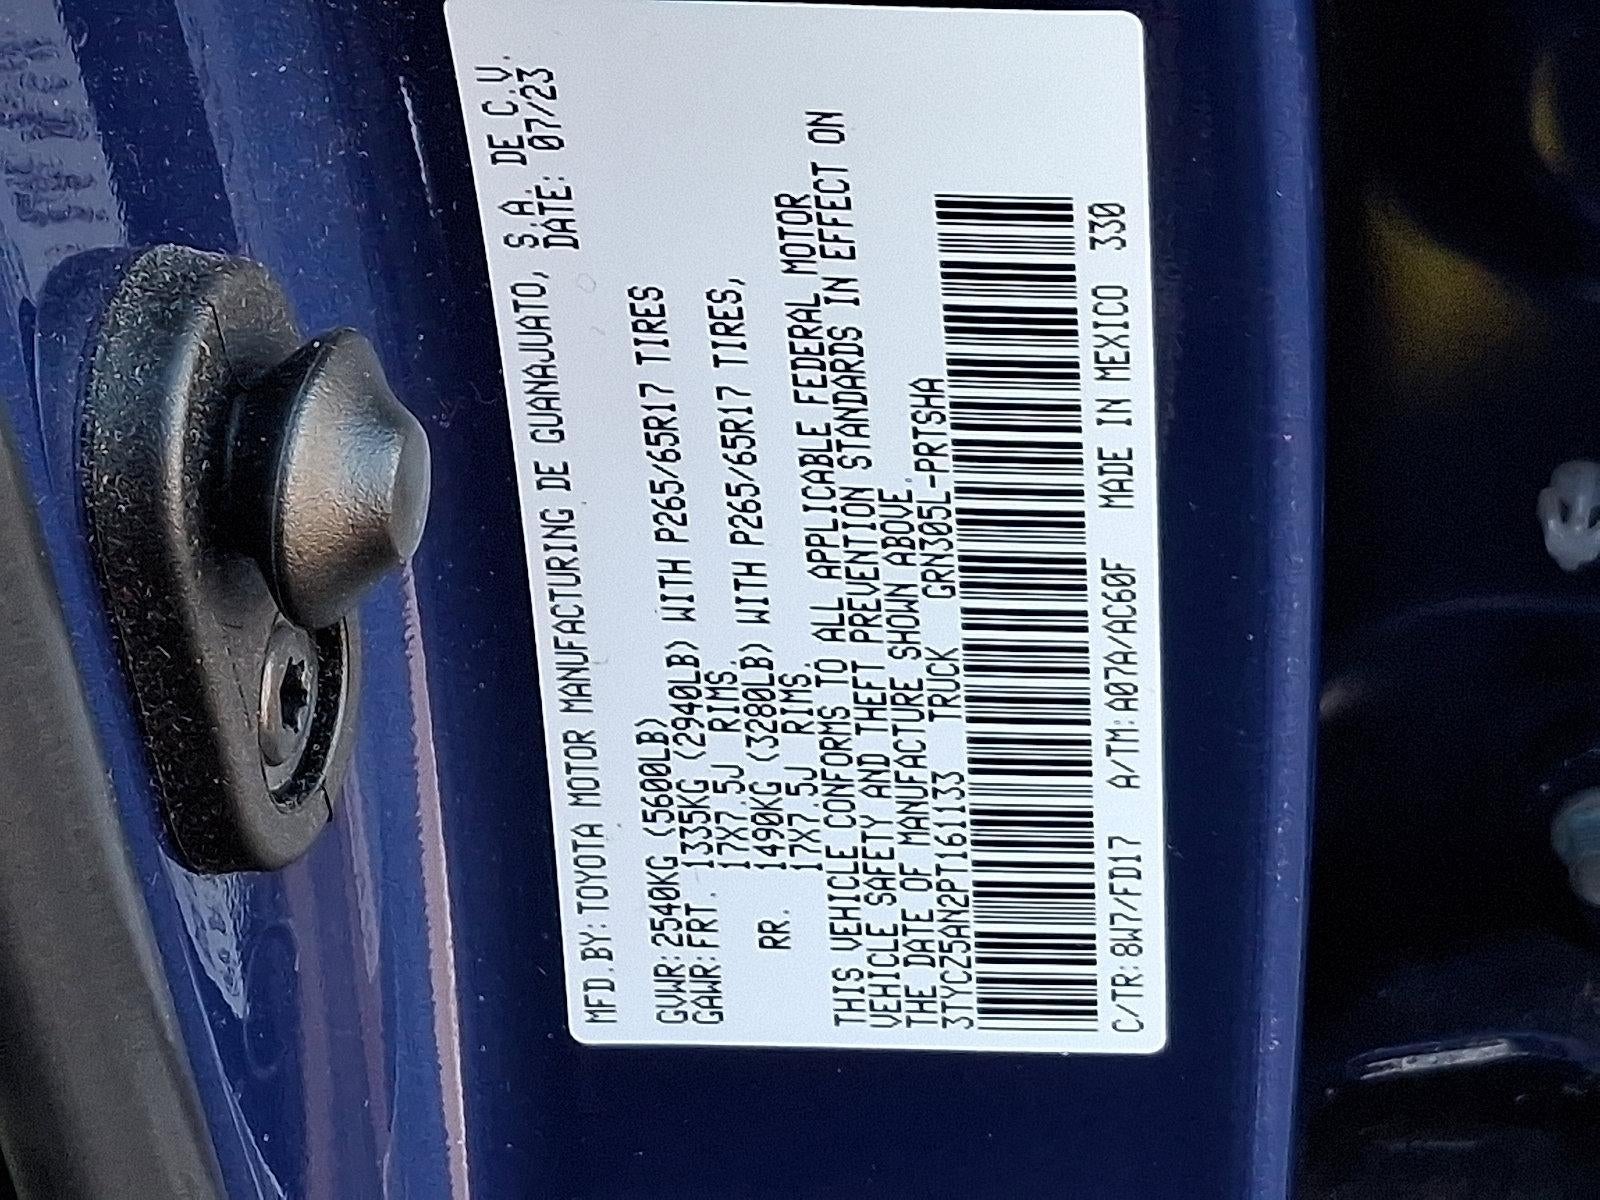 MFD.BY: TOYOTA MOTOR MANUFACTURING DE GUANAJUATO, S.A. DE C.V.
DATE: 07/23
GVWR: 2540KG (5600LB)
GAWR: FRT. 1335KG (2940LB) WITH P265/65R17 TIRES
17X7.5J RIMS.
RR. 1490KG (3280LB) WITH P265/65R17 TIRES,
17X7.5J RIMS.
THIS VEHICLE CONFORMS TO ALL APPLICABLE FEDERAL MOTOR
VEHICLE SAFETY AND THEFT PREVENTION STANDARDS IN EFFECT ON
THE DATE OF MANUFACTURE SHOWN ABOVE.
3TYCZ5AN2PT161133 TRUCK GRN305L-PRTSHA
C/TR: 8W7/FD17 A/TM: A07A/AC60F MADE IN MEXICO 330